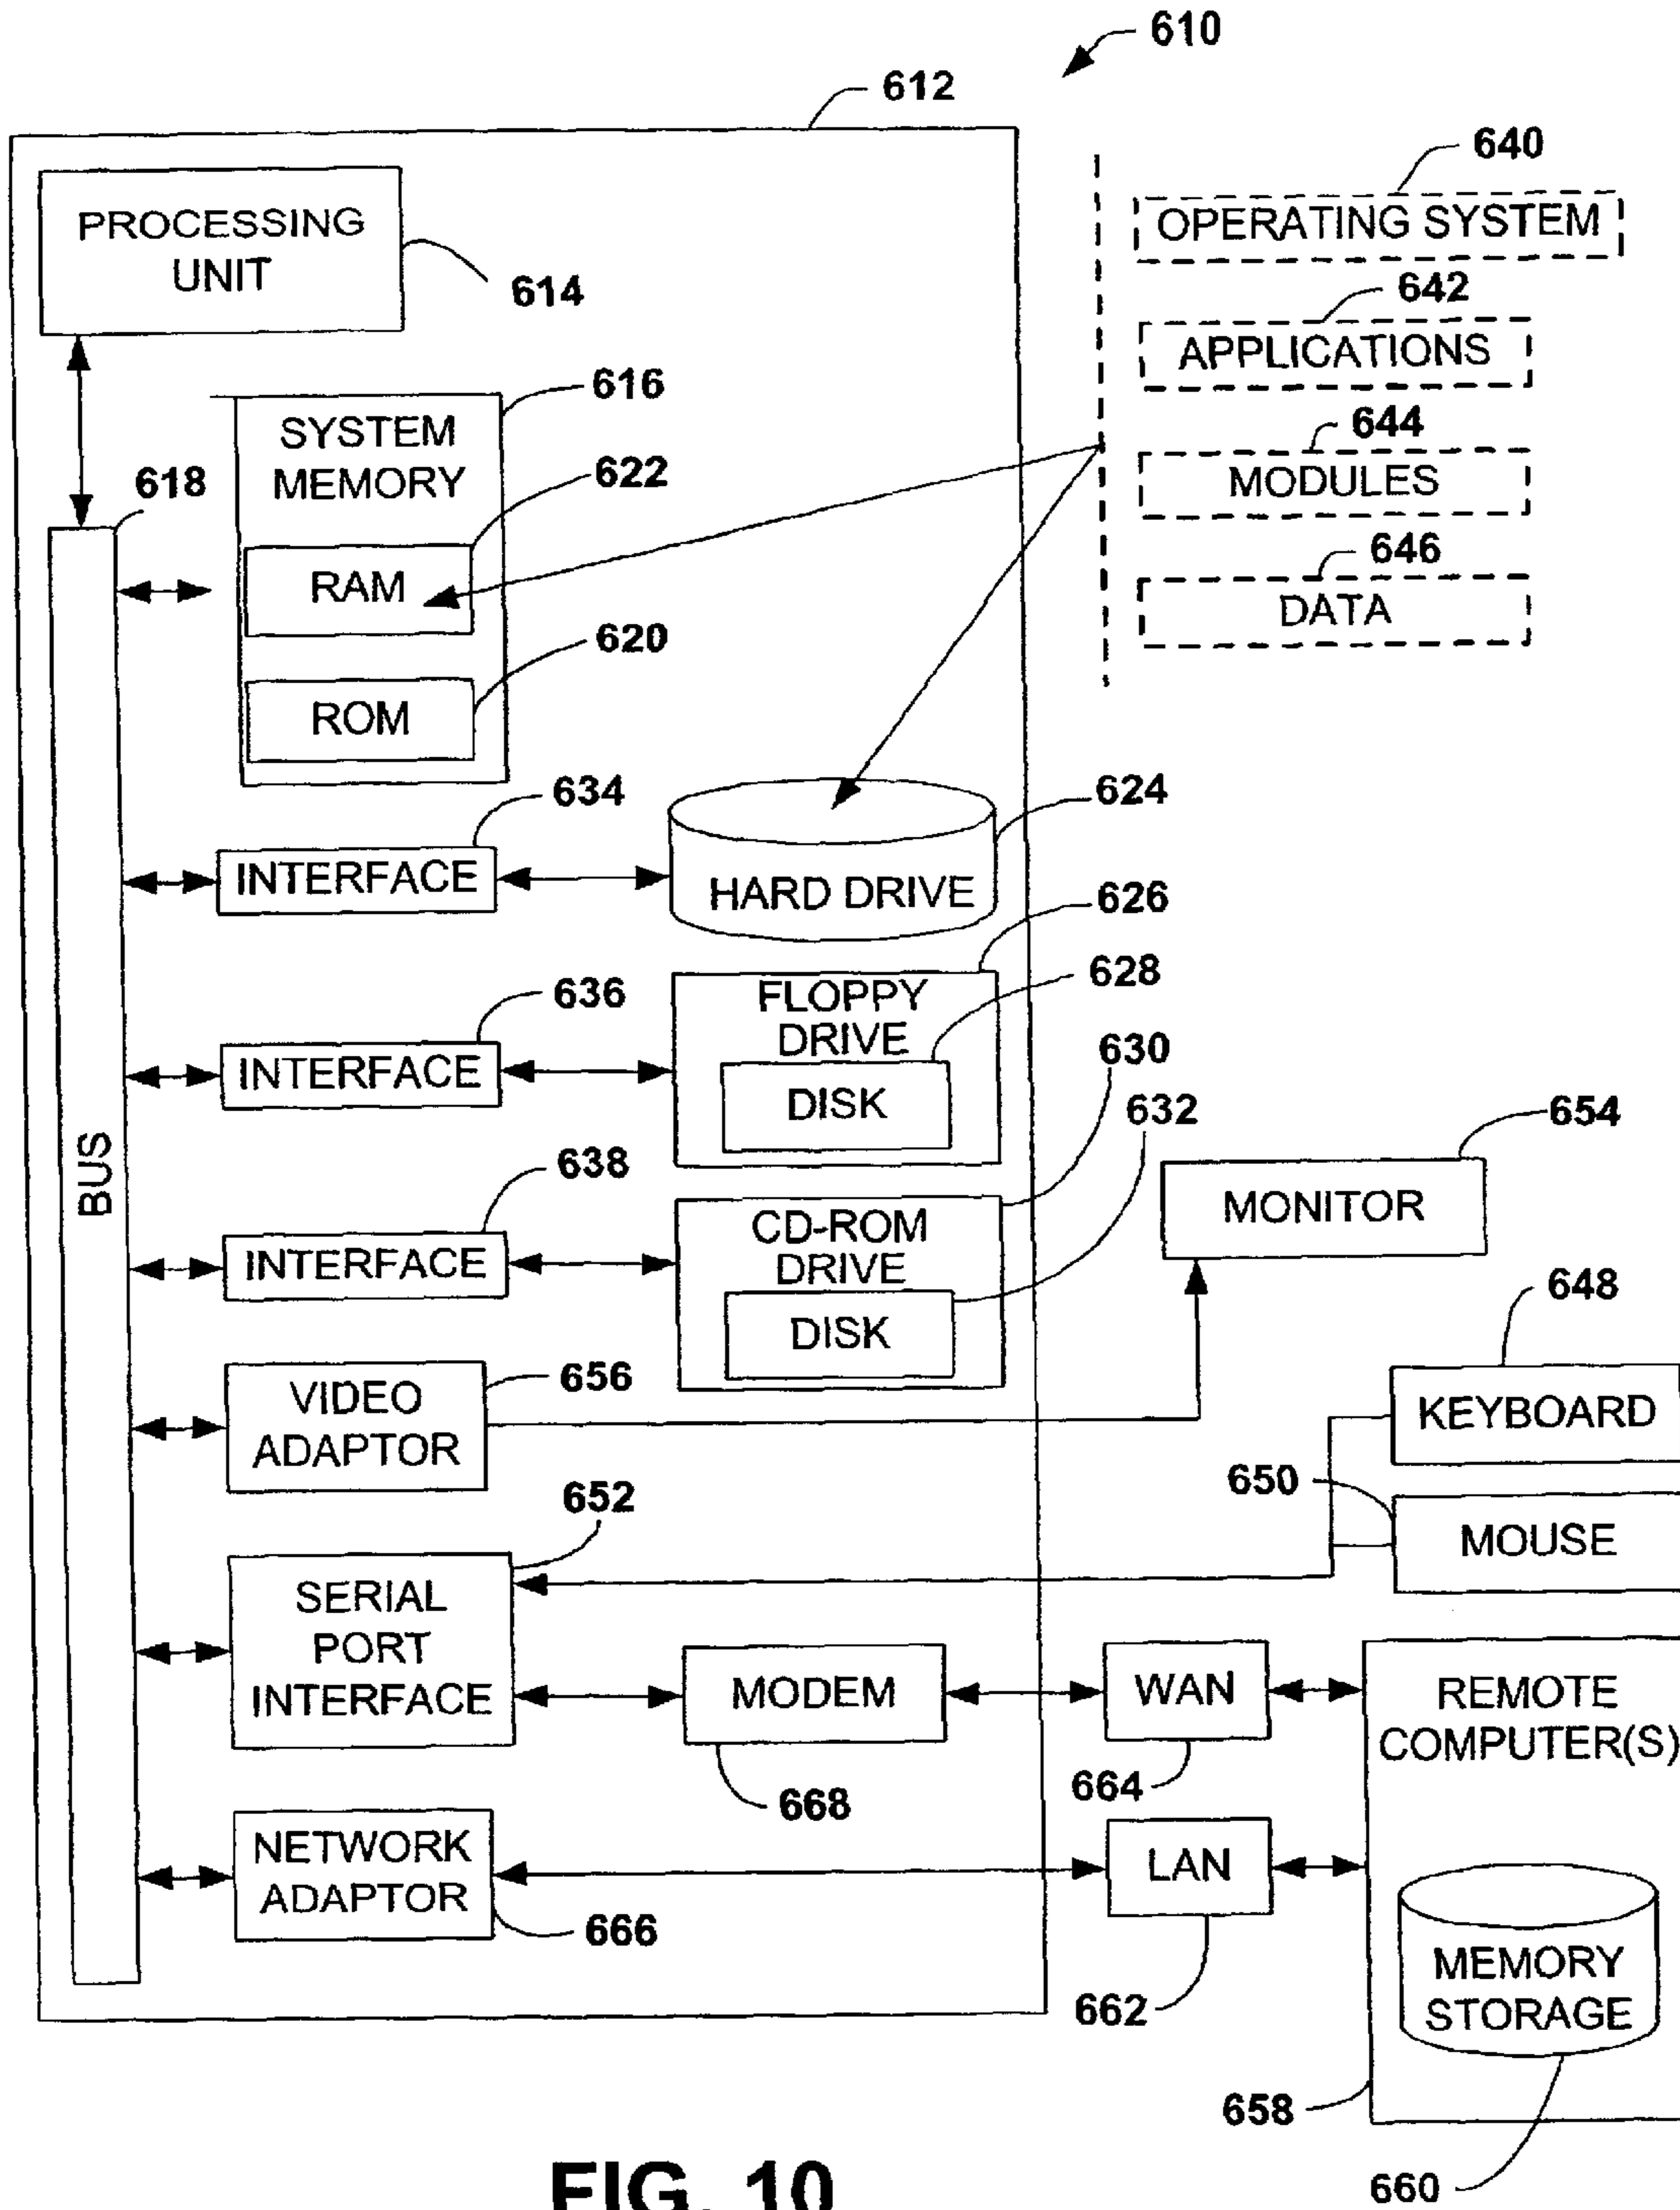 610
612
PROCESSING
UNIT
614
640
OPERATING SYSTEM
642
APPLICATIONS
644
MODULES
646
DATA
616
SYSTEM
MEMORY
622
RAM
620
ROM
618
BUS
634
INTERFACE
624
HARD DRIVE
636
INTERFACE
626
FLOPPY
DRIVE
628
DISK
638
INTERFACE
630
CD-ROM
DRIVE
632
DISK
654
MONITOR
656
VIDEO
ADAPTOR
648
KEYBOARD
650
MOUSE
652
SERIAL
PORT
INTERFACE
MODEM
668
WAN
664
REMOTE
COMPUTER(S)
NETWORK
ADAPTOR
666
LAN
662
MEMORY
STORAGE
658
660
FIG. 10